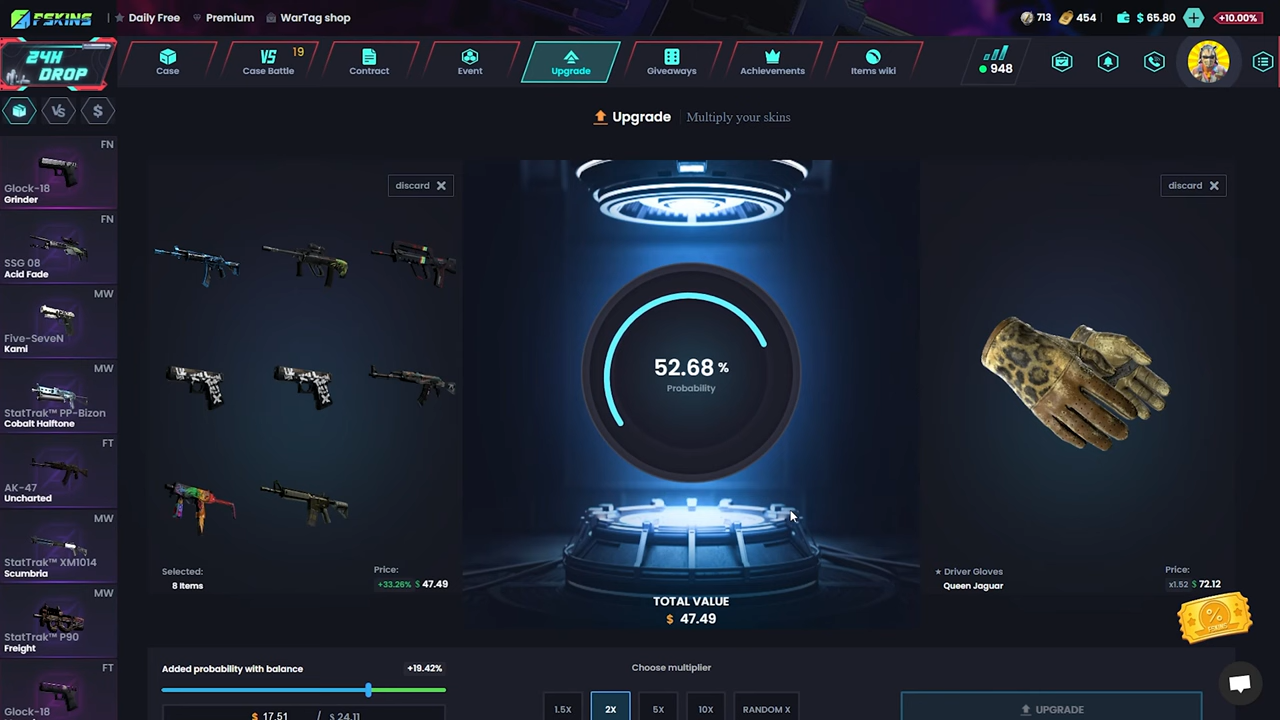 FSKINS
Daily Free
Premium
WarTag shop
713
454
$ 65.80
+10.00%
24H
DROP
Case
VS
19
Case Battle
Contract
Event
Upgrade
Giveaways
Achievements
Items wiki
948
VS
$
Upgrade
Multiply your skins
FN
Glock-18
Grinder
FN
SSG 08
Acid Fade
MW
Five-SeveN
Kami
MW
StatTrak™ PP-Bizon
Cobalt Halftone
FT
AK-47
Uncharted
MW
StatTrak™ XM1014
Scumbria
MW
StatTrak™ P90
Freight
FT
Glock-18
discard
52.68 %
Probability
discard
Selected:
8 Items
Price:
+33.26% $ 47.49
TOTAL VALUE
$ 47.49
★ Driver Gloves
Queen Jaguar
Price:
x1.52 $ 72.12
%
Added probability with balance
+19.42%
$ 17.51 / $ 24.11
Choose multiplier
1.5X
2X
5X
10X
RANDOM X
UPGRADE